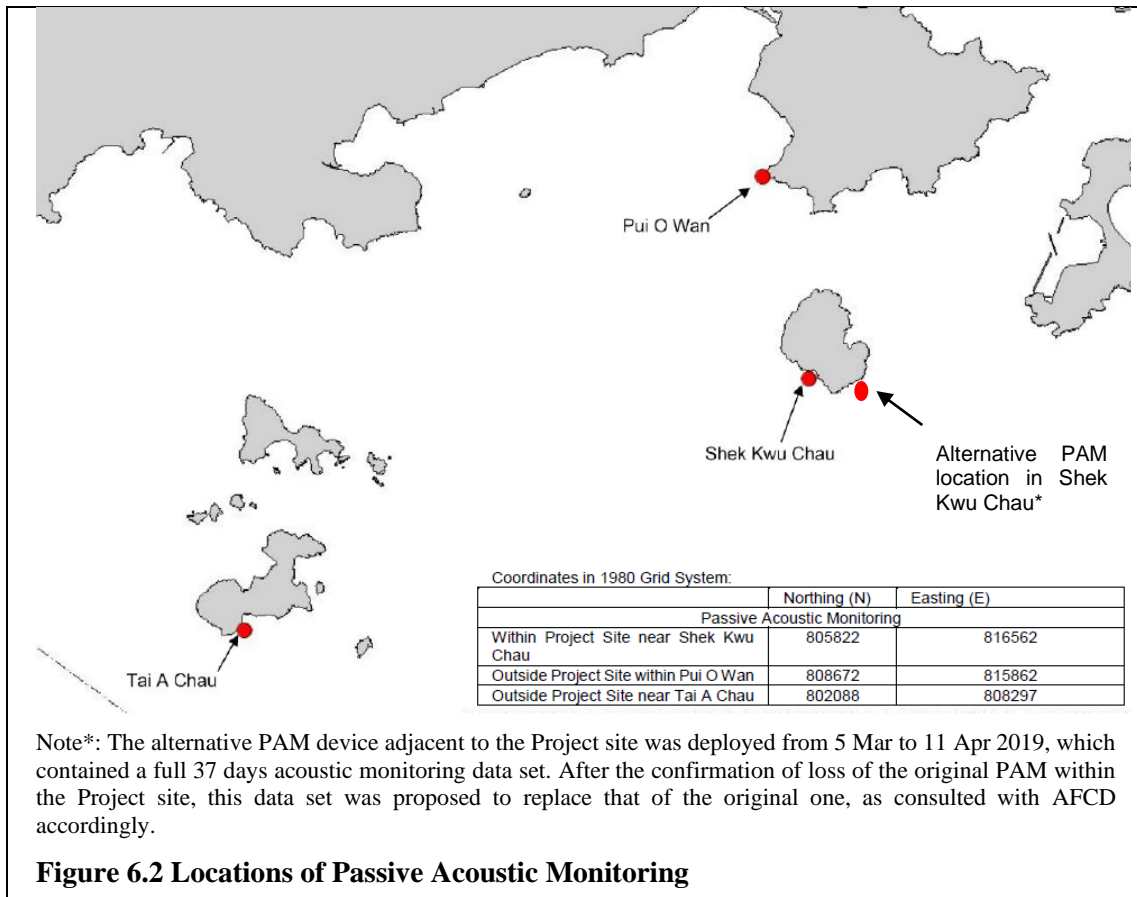 Pui O Wan
Shek Kwu Chau
Alternative PAM
location in Shek
Kwu Chau*
Tai A Chau
Coordinates in 1980 Grid System:
Northing (N) Easting (E)
Passive Acoustic Monitoring
Within Project Site near Shek Kwu Chau 805822 816562
Outside Project Site within Pui O Wan 808672 815862
Outside Project Site near Tai A Chau 802088 808297
Note*: The alternative PAM device adjacent to the Project site was deployed from 5 Mar to 11 Apr 2019, which
contained a full 37 days acoustic monitoring data set. After the confirmation of loss of the original PAM within
the Project site, this data set was proposed to replace that of the original one, as consulted with AFCD
accordingly.
Figure 6.2 Locations of Passive Acoustic Monitoring